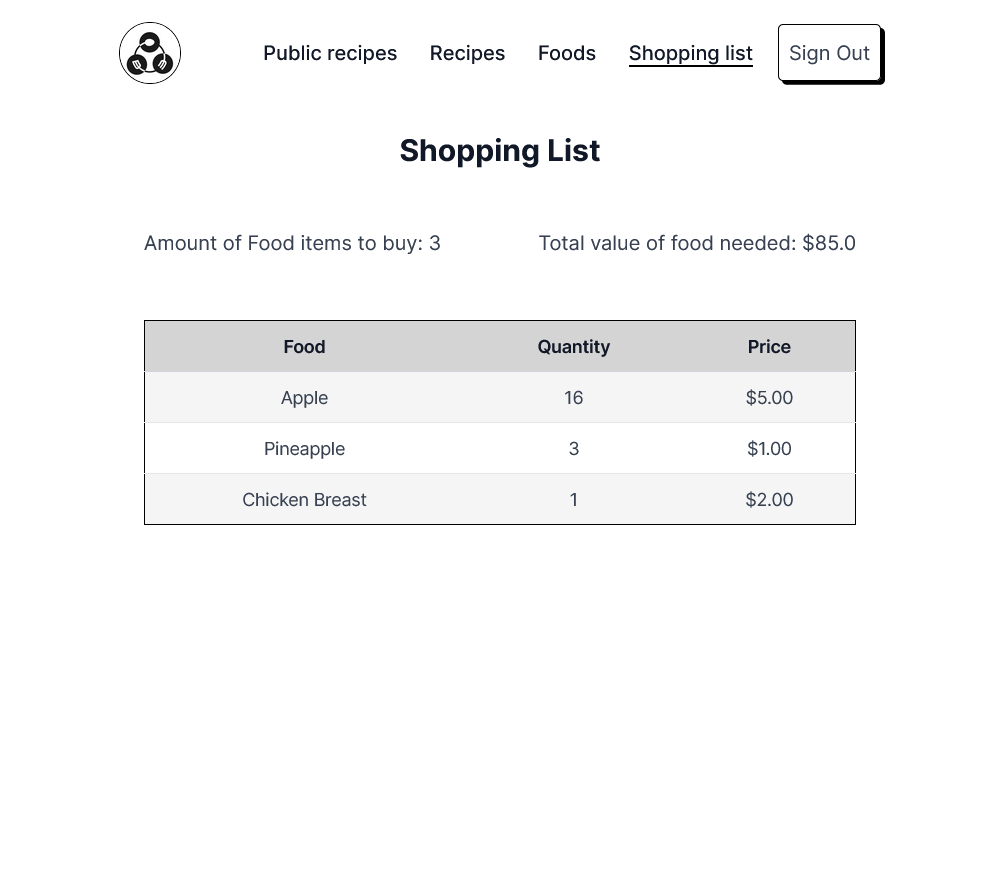 Public recipes Recipes Foods Shopping list Sign Out
Shopping List
Amount of Food items to buy: 3 Total value of food needed: $85.0
Food Quantity Price
Apple 16 $5.00
Pineapple 3 $1.00
Chicken Breast 1 $2.00